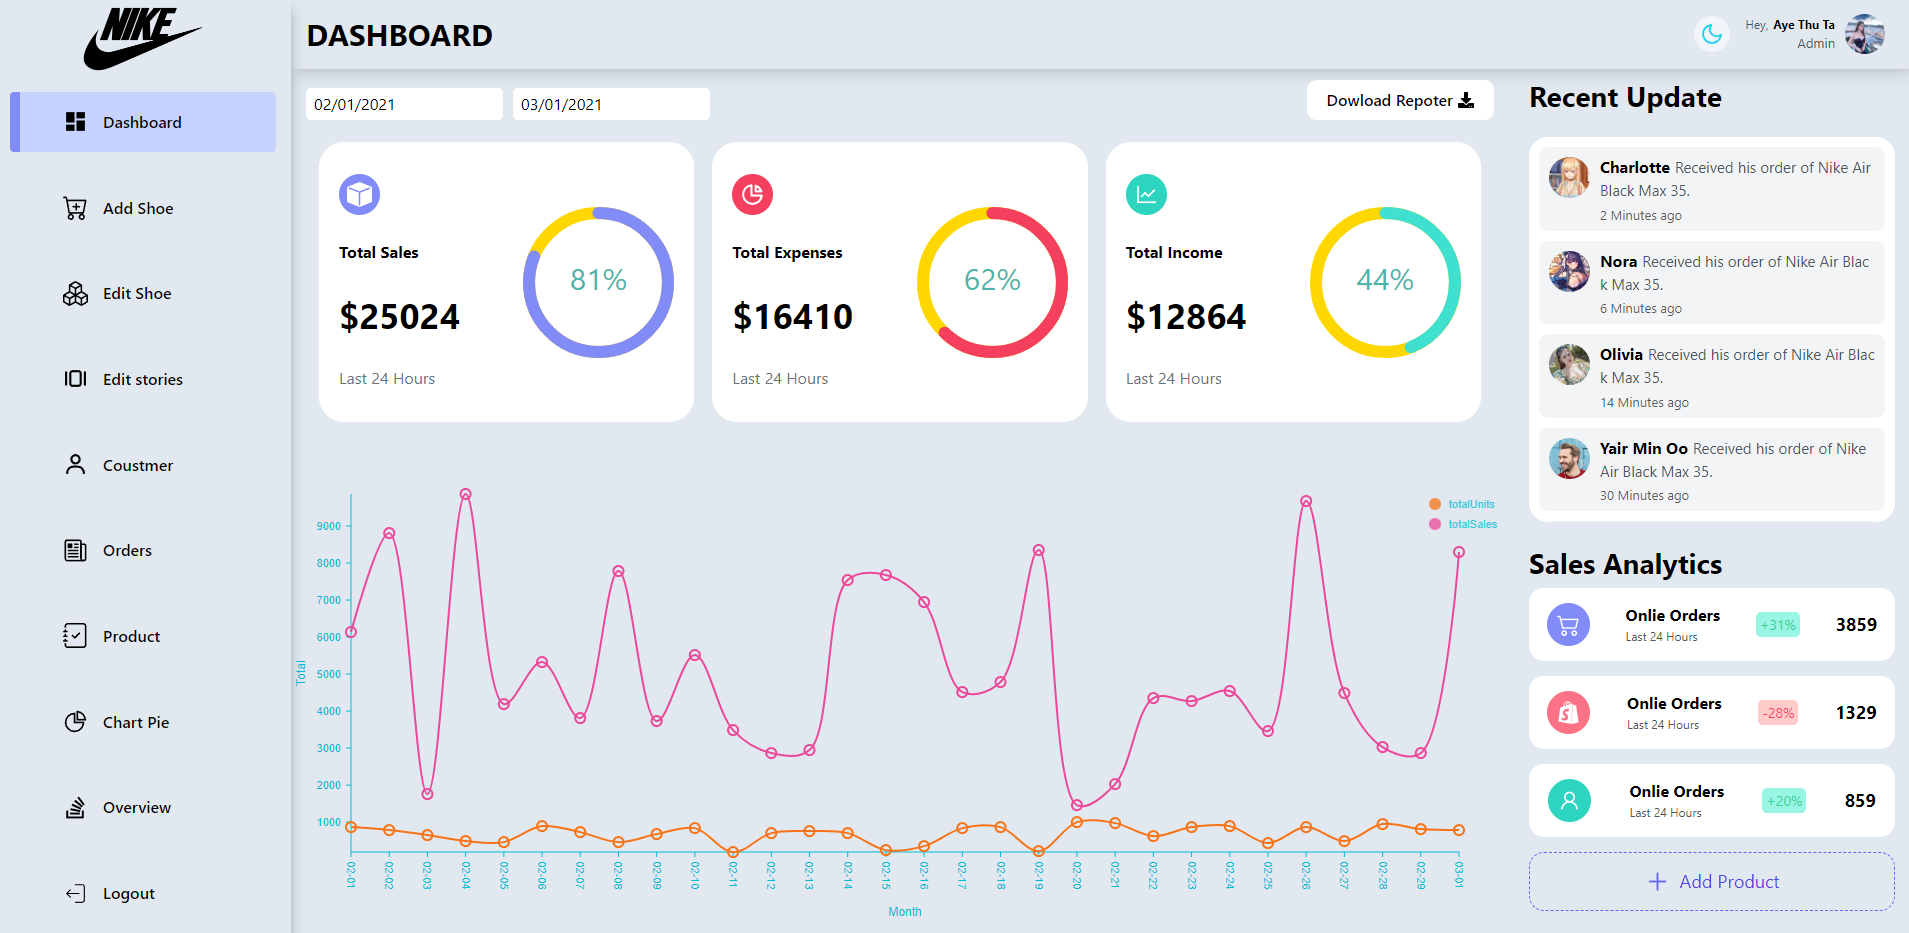 NIKE
Dashboard
Add Shoe
Edit Shoe
Edit stories
Coustmer
Orders
Product
Chart Pie
Overview
Logout
DASHBOARD
Hey, Aye Thu Ta
Admin
02/01/2021
03/01/2021
Dowload Repoter
Total Sales
$25024
Last 24 Hours
81%
Total Expenses
$16410
Last 24 Hours
62%
Total Income
$12864
Last 24 Hours
44%
totalUnits
totalSales
Total
9000
8000
7000
6000
5000
4000
3000
2000
1000
02-01
02-02
02-03
02-04
02-05
02-06
02-07
02-08
02-09
02-10
02-11
02-12
02-13
02-14
02-15
02-16
02-17
02-18
02-19
02-20
02-21
02-22
02-23
02-24
02-25
02-26
02-27
02-28
02-29
03-01
Month
Recent Update
Charlotte Received his order of Nike Air
Black Max 35.
2 Minutes ago
Nora Received his order of Nike Air Blac
k Max 35.
6 Minutes ago
Olivia Received his order of Nike Air Blac
k Max 35.
14 Minutes ago
Yair Min Oo Received his order of Nike
Air Black Max 35.
30 Minutes ago
Sales Analytics
Onlie Orders
Last 24 Hours
+31%
3859
Onlie Orders
Last 24 Hours
-28%
1329
Onlie Orders
Last 24 Hours
+20%
859
Add Product